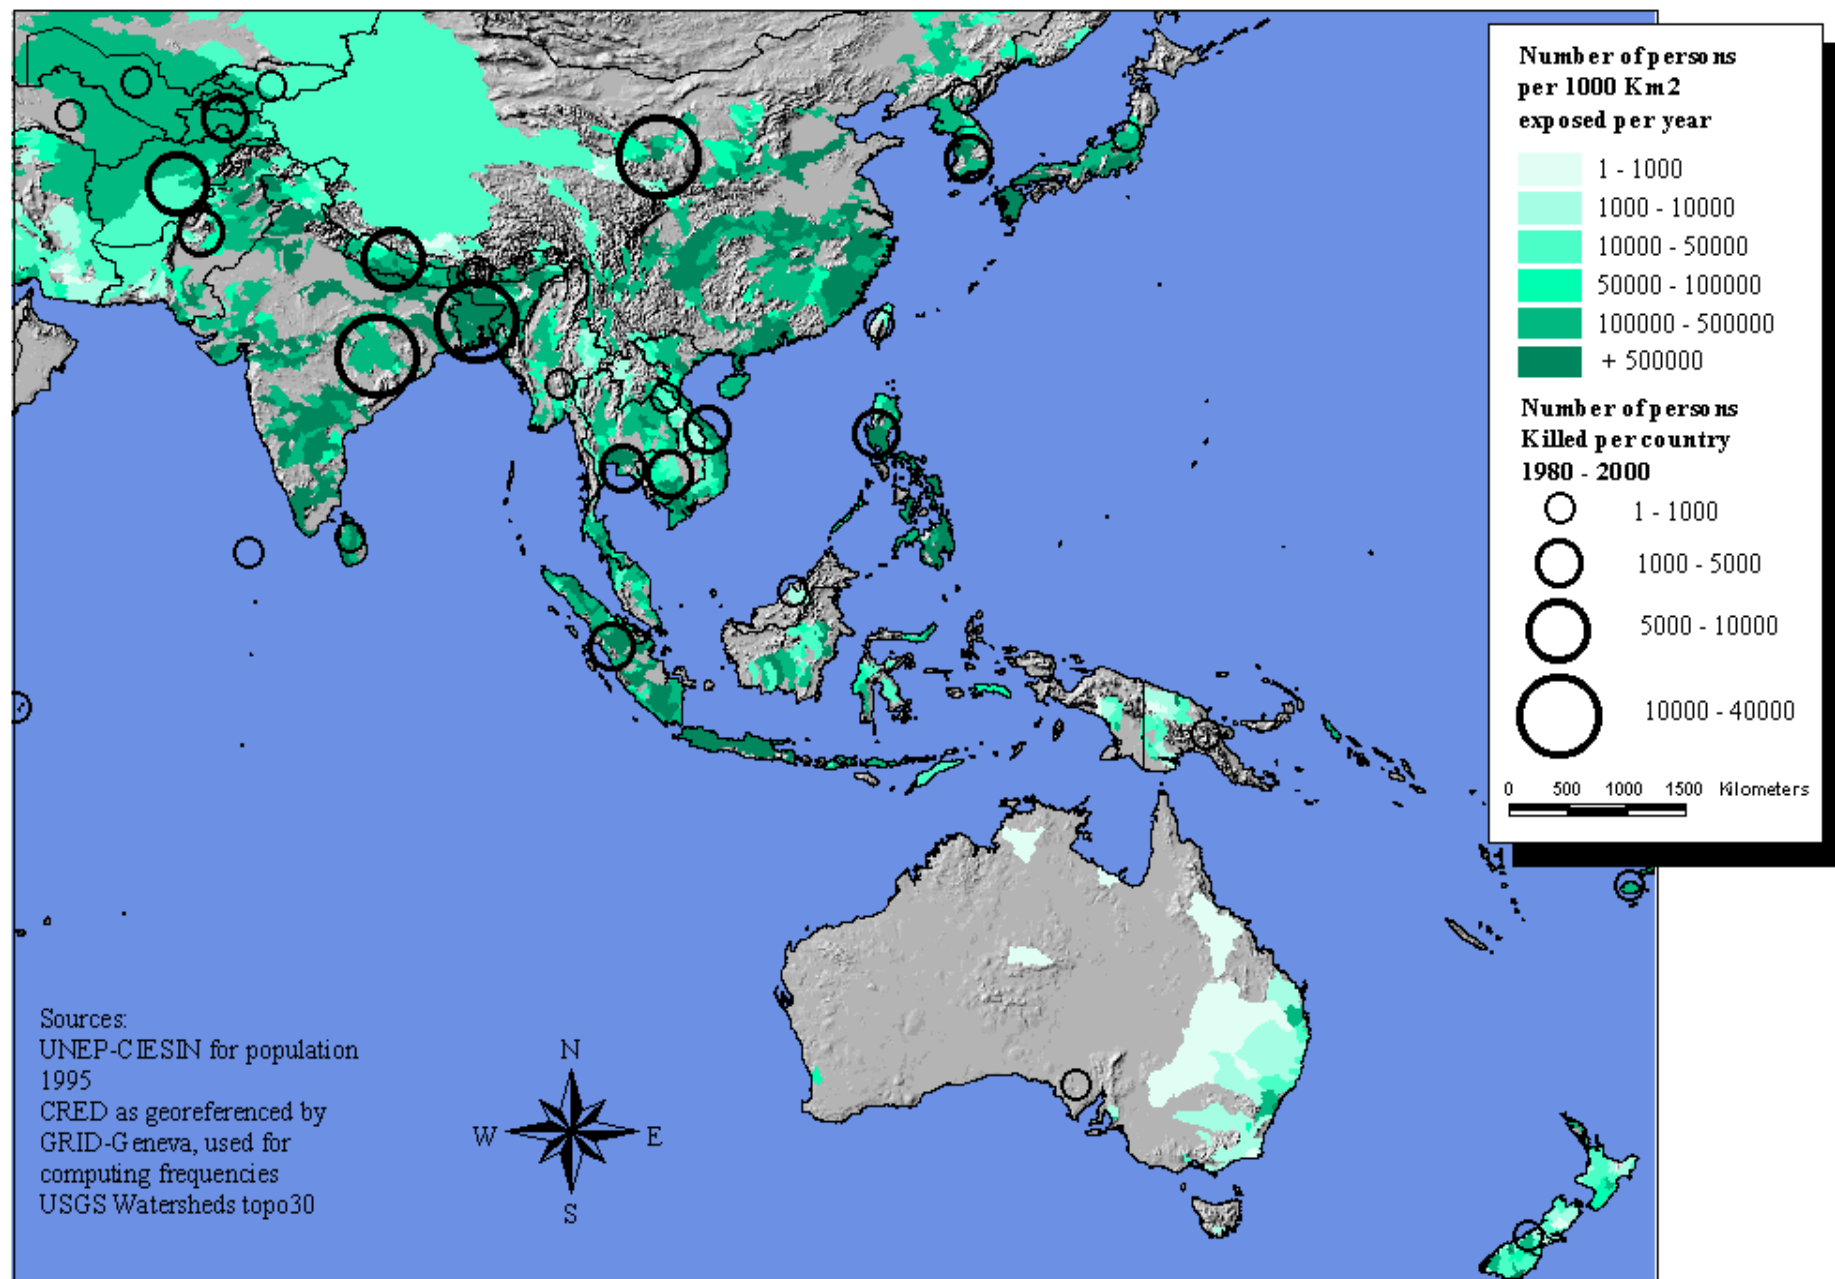 Number of persons
per 1000 Km2
exposed per year
1 - 1000
1000 - 10000
10000 - 50000
50000 - 100000
100000 - 500000
+ 500000
Number of persons
Killed per country
1980 - 2000
1 - 1000
1000 - 5000
5000 - 10000
10000 - 40000
0 500 1000 1500 Kilometers
Sources:
UNEP-CIESIN for population
1995
CRED as georeferenced by
GRID-Geneva, used for
computing frequencies
USGS Watersheds topo30
N
W E
S